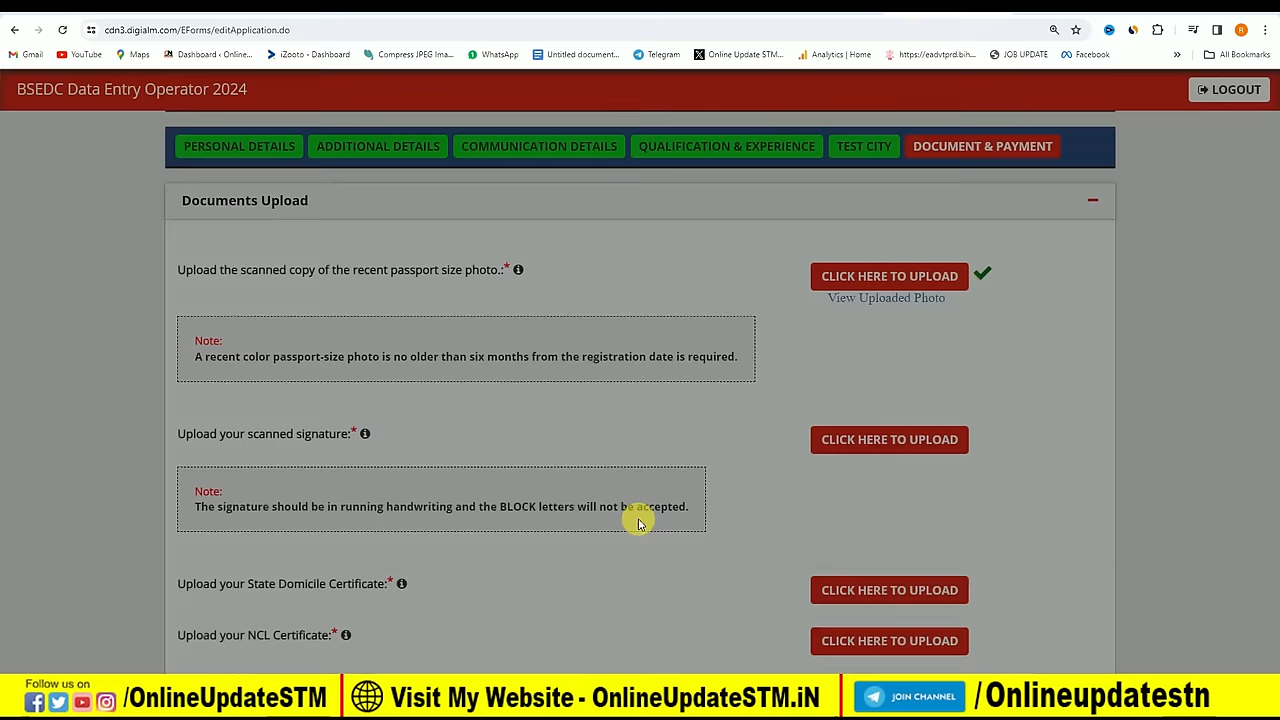 cdn3.digialm.com/EForms/editApplication.do
Gmail YouTube Maps Dashboard < Online... iZooto - Dashboard Compress JPEG Ima... WhatsApp Untitled document... Telegram Online Update STM... Analytics | Home https://eadvtprd.bih... JOB UPDATE Facebook » All Bookmarks
BSEDC Data Entry Operator 2024
LOGOUT
PERSONAL DETAILS ADDITIONAL DETAILS COMMUNICATION DETAILS QUALIFICATION & EXPERIENCE TEST CITY DOCUMENT & PAYMENT
Documents Upload
Upload the scanned copy of the recent passport size photo.:*
CLICK HERE TO UPLOAD
View Uploaded Photo
Note:
A recent color passport-size photo is no older than six months from the registration date is required.
Upload your scanned signature:*
CLICK HERE TO UPLOAD
Note:
The signature should be in running handwriting and the BLOCK letters will not be accepted.
Upload your State Domicile Certificate:*
CLICK HERE TO UPLOAD
Upload your NCL Certificate:*
CLICK HERE TO UPLOAD
Follow us on
/OnlineUpdateSTM
Visit My Website - OnlineUpdateSTM.iN
JOIN CHANNEL
/Onlineupdatestn